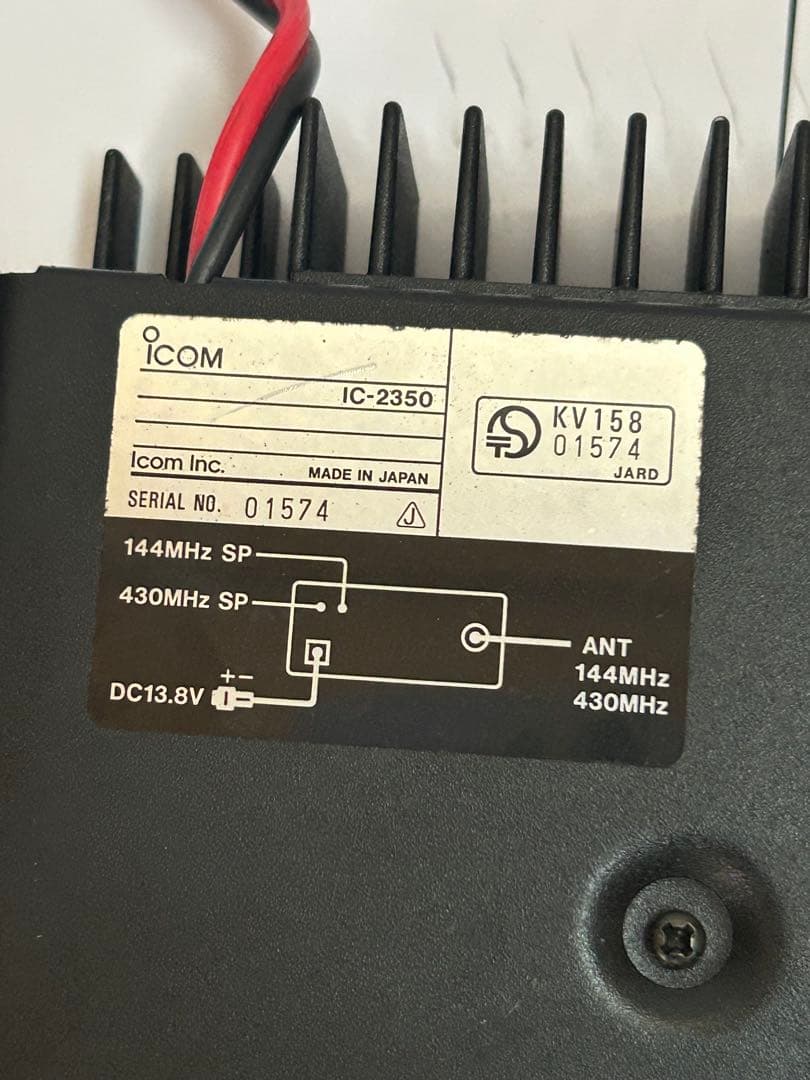 ICOM
IC-2350
Icom Inc.
MADE IN JAPAN
SERIAL NO. 01574
J
KV158
01574
JARD
144MHz SP
430MHz SP
DC13.8V
+-
ANT
144MHz
430MHz